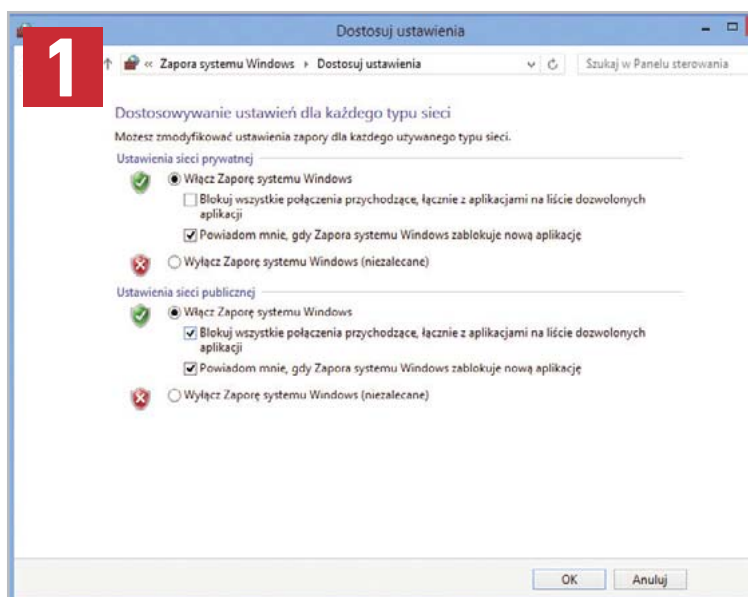 Dostosuj ustawienia
1
« Zapora systemu Windows ▸ Dostosuj ustawienia
Szukaj w Panelu sterowania
Dostosowywanie ustawień dla każdego typu sieci
Możesz zmodyfikować ustawienia zapory dla każdego używanego typu sieci.
Ustawienia sieci prywatnej
Włącz Zaporę systemu Windows
Blokuj wszystkie połączenia przychodzące, łącznie z aplikacjami na liście dozwolonych
aplikacji
Powiadom mnie, gdy Zapora systemu Windows zablokuje nową aplikację
Wyłącz Zaporę systemu Windows (niezalecane)
Ustawienia sieci publicznej
Włącz Zaporę systemu Windows
Blokuj wszystkie połączenia przychodzące, łącznie z aplikacjami na liście dozwolonych
aplikacji
Powiadom mnie, gdy Zapora systemu Windows zablokuje nową aplikację
Wyłącz Zaporę systemu Windows (niezalecane)
OK
Anuluj